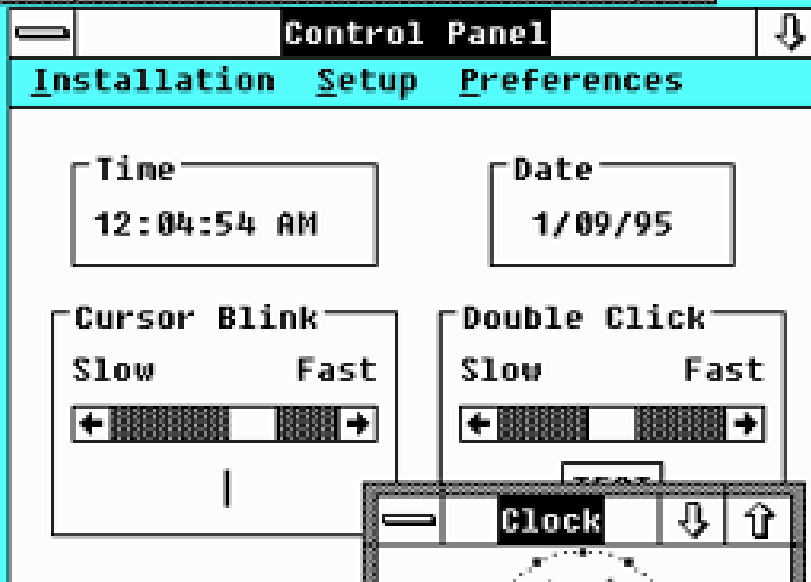 Control Panel
Installation Setup Preferences
Time Date
12:04:54 AM 1/09/95
Cursor Blink Double Click
Slow Fast Slow Fast
TEST
Clock